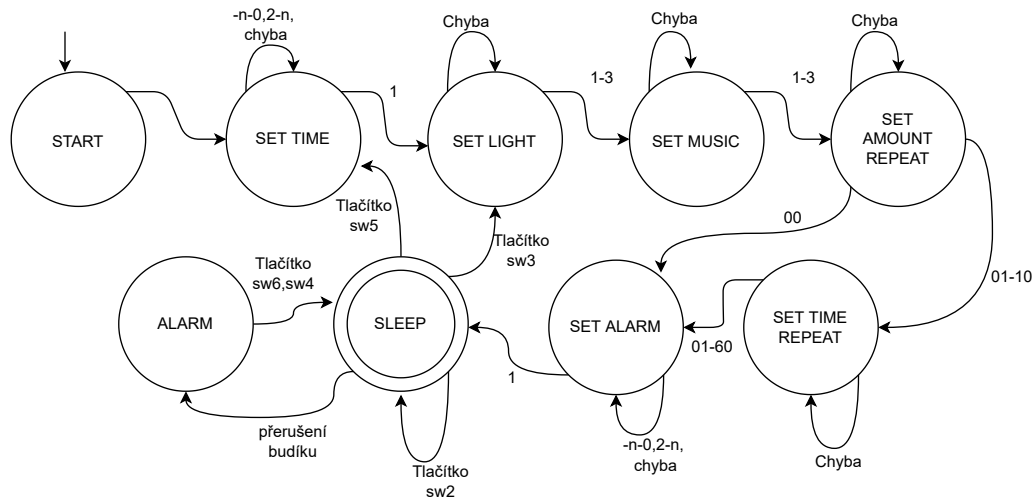 -n-0,2-n,
chyba
Chyba
Chyba
Chyba
1
1-3
1-3
START
SET TIME
SET LIGHT
SET MUSIC
SET
AMOUNT
REPEAT
Tlačítko
sw5
Tlačítko
sw3
00
01-10
Tlačítko
sw6,sw4
ALARM
SLEEP
SET ALARM
SET TIME
REPEAT
01-60
1
přerušení
budíku
Tlačítko
sw2
-n-0,2-n,
chyba
Chyba